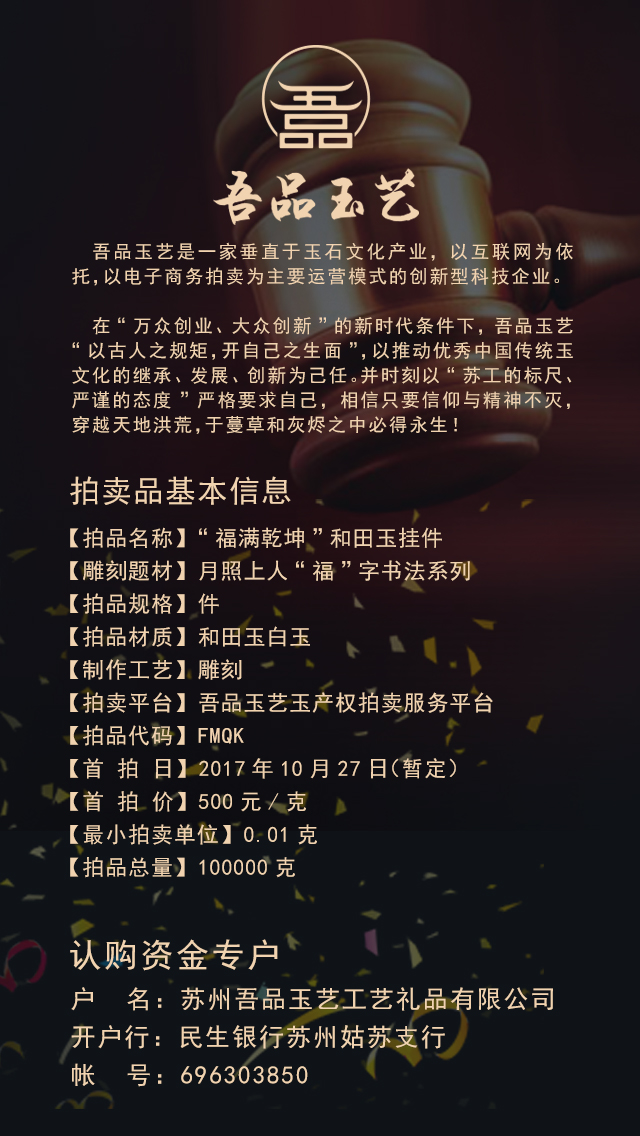 吾品
吾品玉艺
吾品玉艺是一家垂直于玉石文化产业，以互联网为依
托，以电子商务拍卖为主要运营模式的创新型科技企业。
在“万众创业、大众创新”的新时代条件下，吾品玉艺
“以古人之规矩，开自己之生面”，以推动优秀中国传统玉
文化的继承、发展、创新为己任。并时刻以“苏工的标尺、
严谨的态度”严格要求自己，相信只要信仰与精神不灭，
穿越天地洪荒，于蔓草和灰烬之中必得永生！
拍卖品基本信息
【拍品名称】“福满乾坤”和田玉挂件
【雕刻题材】月照上人“福”字书法系列
【拍品规格】件
【拍品材质】和田玉白玉
【制作工艺】雕刻
【拍卖平台】吾品玉艺玉产权拍卖服务平台
【拍品代码】FMQK
【首 拍 日】2017年10月27日（暂定）
【首 拍 价】500元/克
【最小拍卖单位】0.01克
【拍品总量】100000克
认购资金专户
户　名：苏州吾品玉艺工艺礼品有限公司
开户行：民生银行苏州姑苏支行
帐　号：696303850